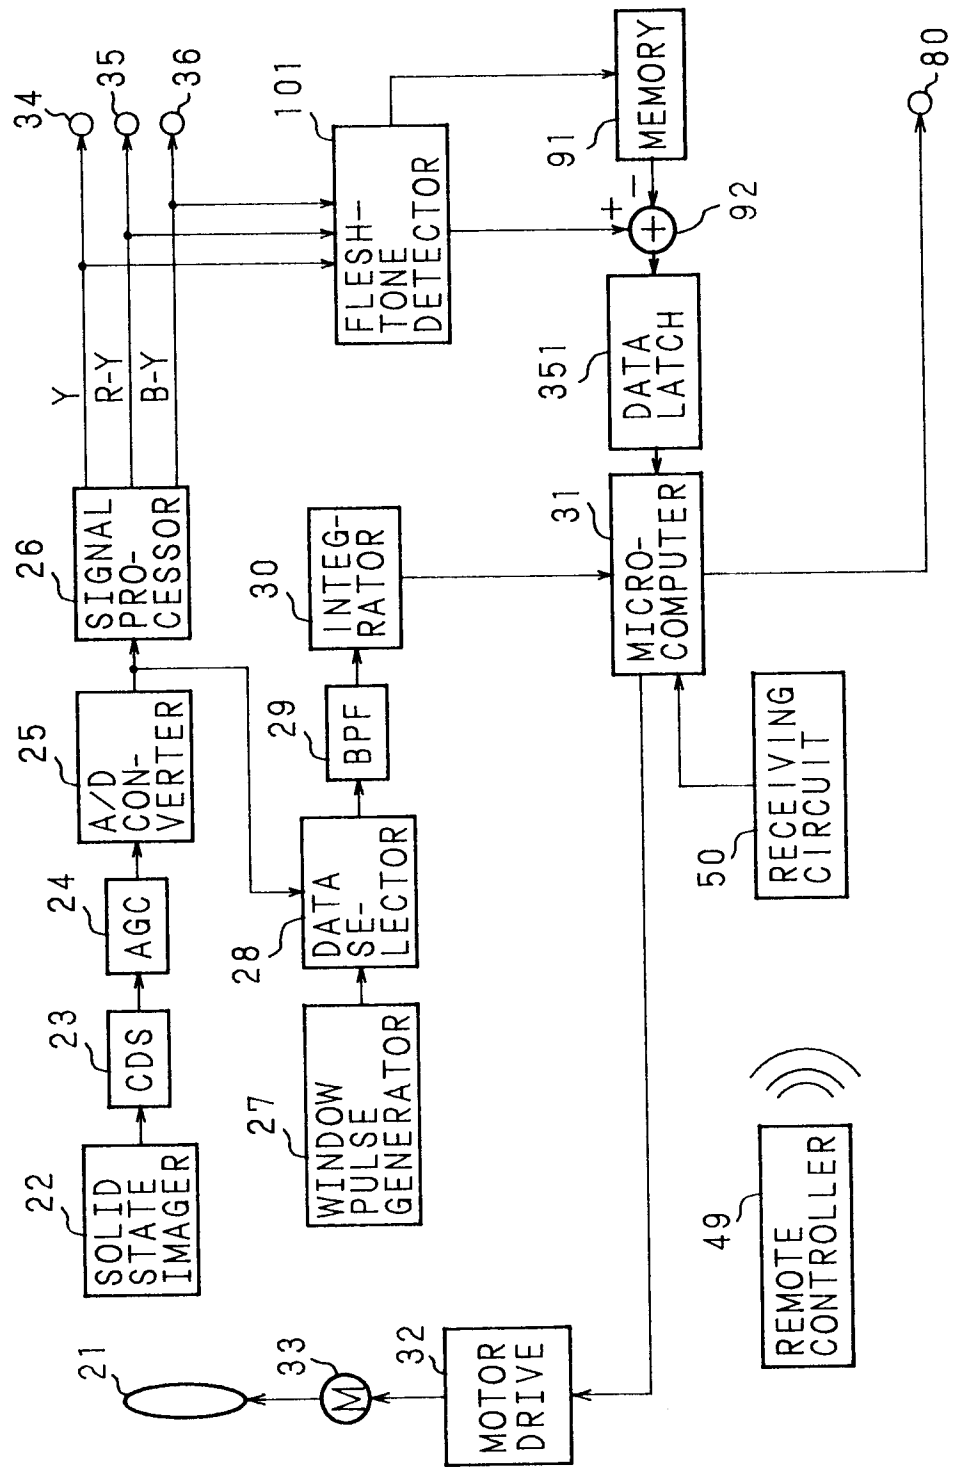 21
22
SOLID
STATE
IMAGER
23
CDS
24
AGC
25
A/D
CON-
VERTER
26
SIGNAL
PRO-
CESSOR
Y
R-Y
B-Y
34
35
36
33
M
32
MOTOR
DRIVE
27
WINDOW
PULSE
GENERATOR
28
DATA
SE-
LECTOR
29
BPF
30
INTEG-
RATOR
101
FLESH-
TONE
DETECTOR
31
MICRO-
COMPUTER
351
DATA
LATCH
+
−
+
92
91
MEMORY
49
REMOTE
CONTROLLER
50
RECEIVING
CIRCUIT
80